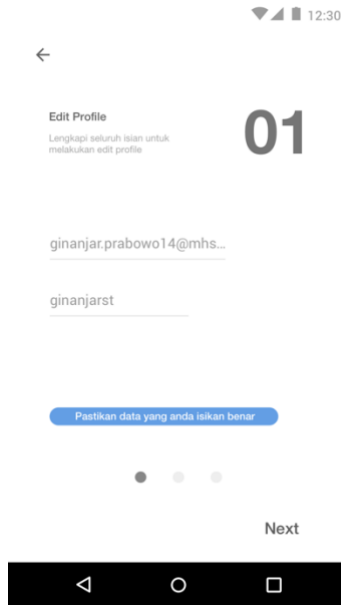 12:30
Edit Profile
01
Lengkapi seluruh isian untuk
melakukan edit profile
ginanjar.prabowo14@mhs...
ginanjarst
Pastikan data yang anda isikan benar
Next